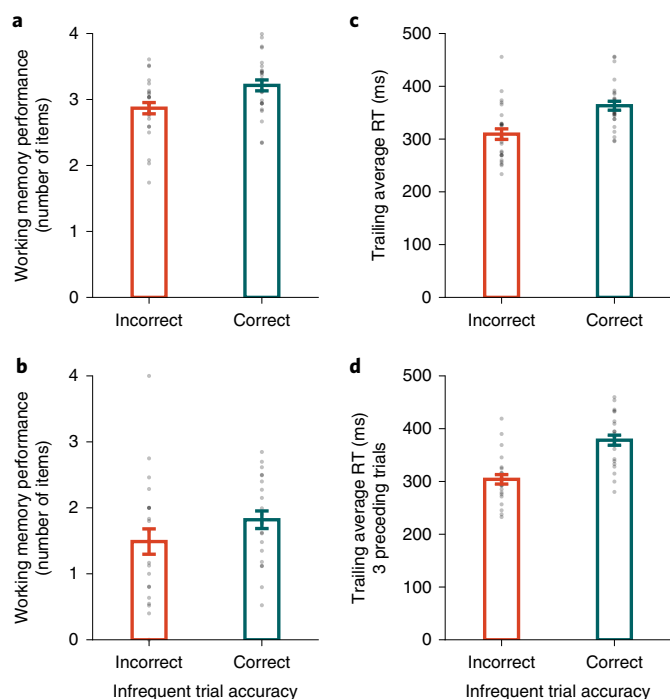 a
Working memory performance
(number of items)
4
3
2
1
0
Incorrect
Correct
c
Trailing average RT (ms)
500
400
300
200
100
0
Incorrect
Correct
b
Working memory performance
(number of items)
4
3
2
1
0
Incorrect
Correct
Infrequent trial accuracy
d
Trailing average RT (ms)
3 preceding trials
500
400
300
200
100
0
Incorrect
Correct
Infrequent trial accuracy